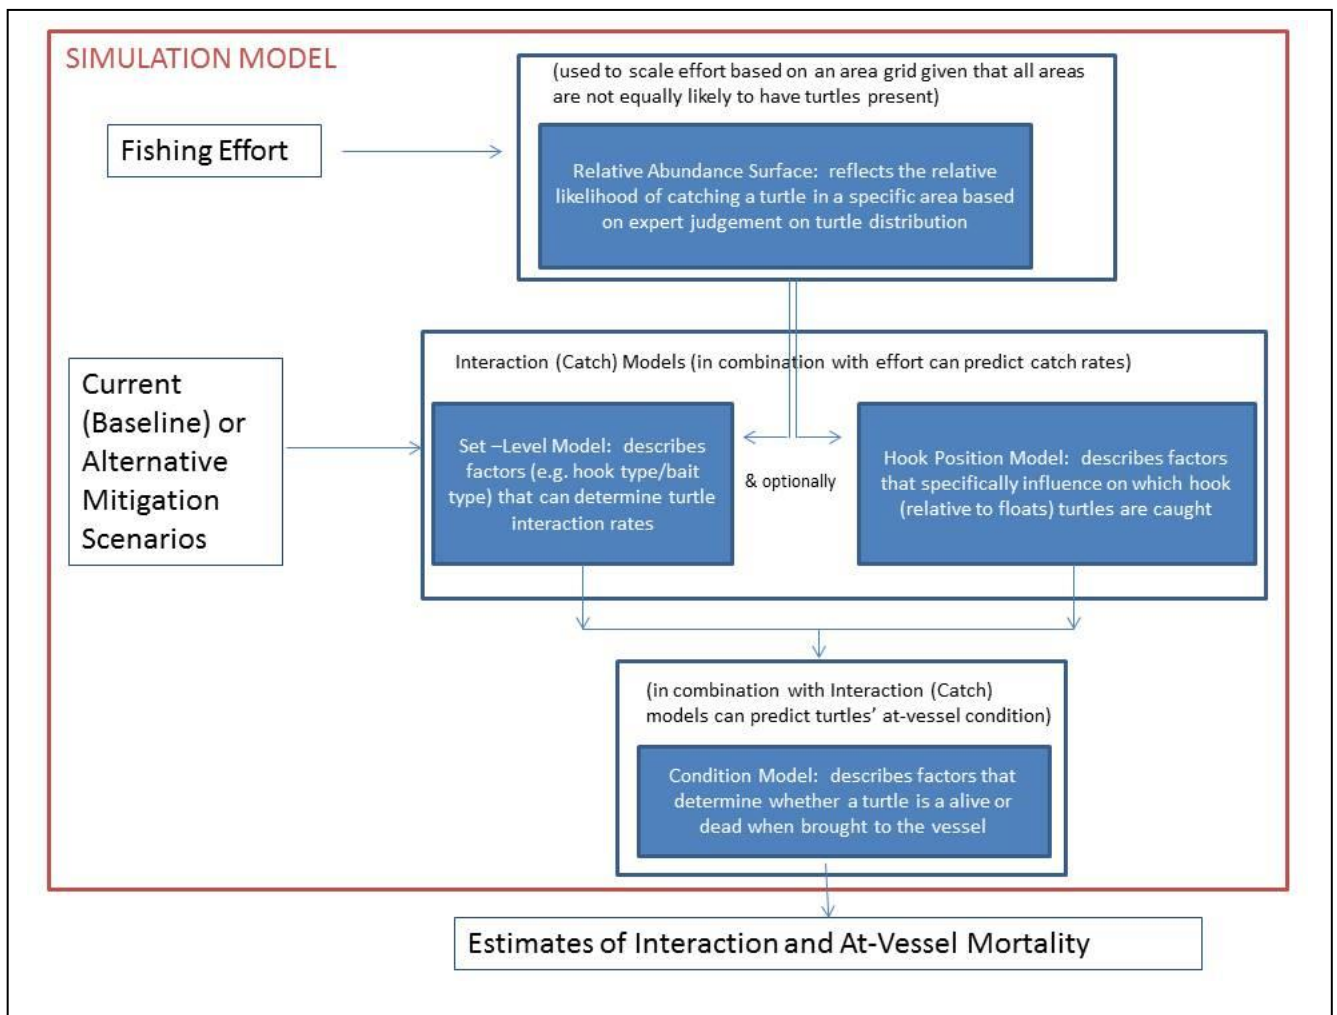 SIMULATION MODEL
(used to scale effort based on an area grid given that all areas
are not equally likely to have turtles present)
Fishing Effort
Relative Abundance Surface: reflects the relative
likelihood of catching a turtle in a specific area based
on expert judgement on turtle distribution
Current
(Baseline) or
Alternative
Mitigation
Scenarios
Interaction (Catch) Models (in combination with effort can predict catch rates)
Set –Level Model: describes
factors (e.g. hook type/bait
type) that can determine turtle
interaction rates
& optionally
Hook Position Model: describes factors
that specifically influence on which hook
(relative to floats) turtles are caught
(in combination with Interaction (Catch)
models can predict turtles’ at-vessel condition)
Condition Model: describes factors that
determine whether a turtle is a alive or
dead when brought to the vessel
Estimates of Interaction and At-Vessel Mortality